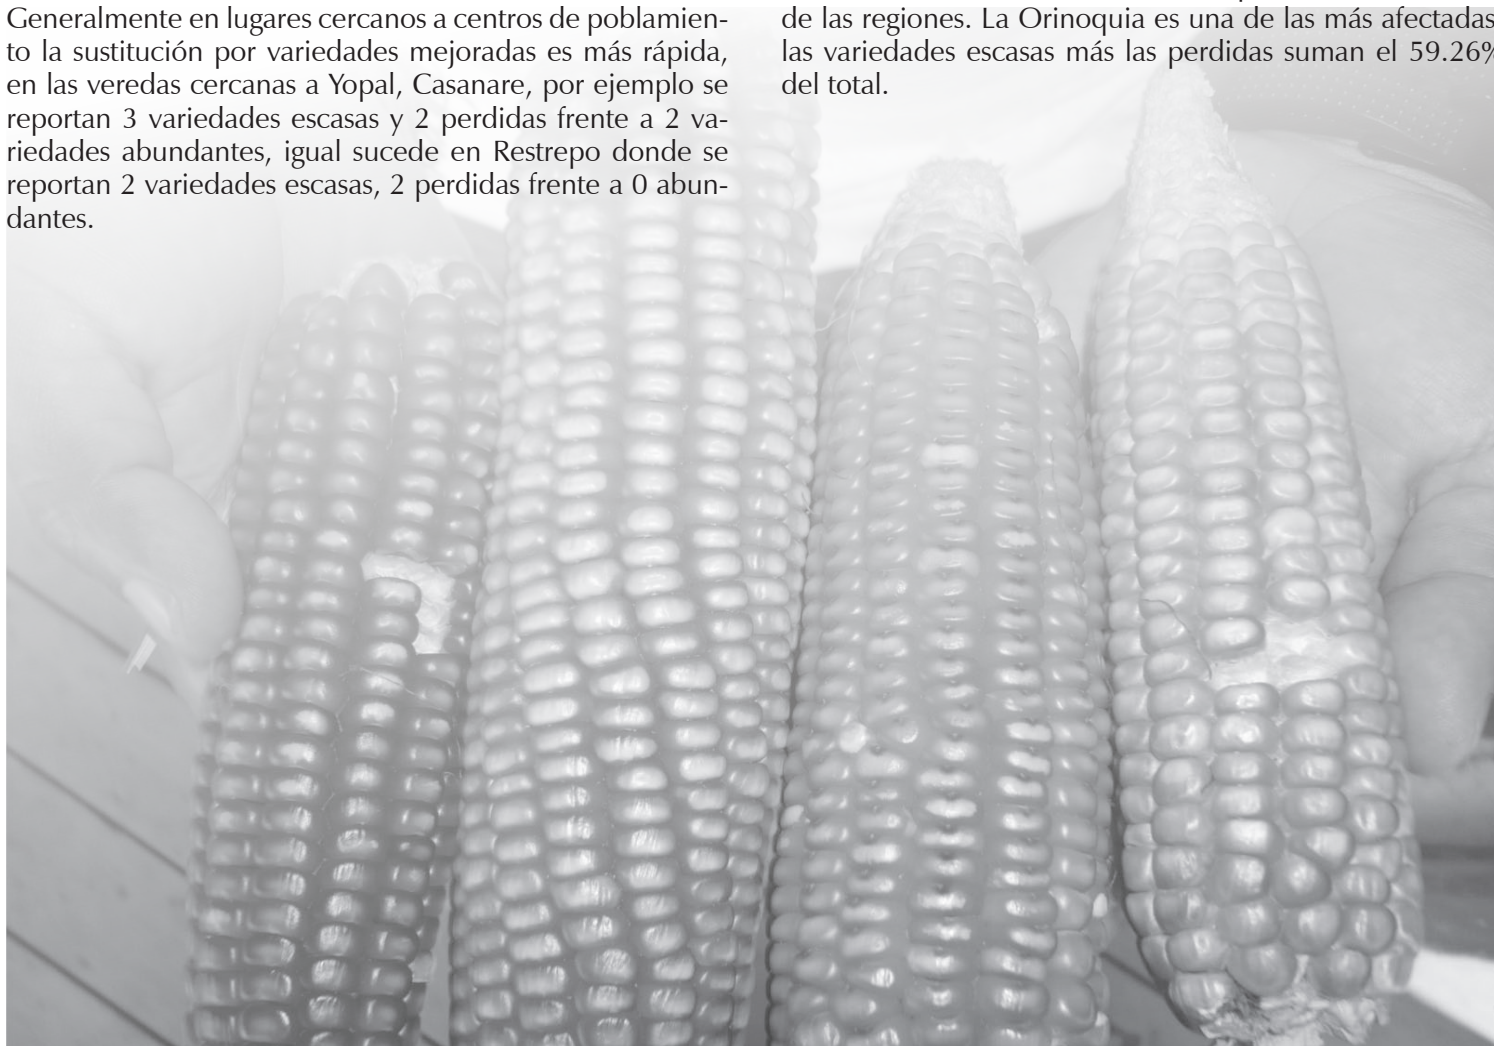 Generalmente en lugares cercanos a centros de poblamien-
to la sustitución por variedades mejoradas es más rápida,
en las veredas cercanas a Yopal, Casanare, por ejemplo se
reportan 3 variedades escasas y 2 perdidas frente a 2 va-
riedades abundantes, igual sucede en Restrepo donde se
reportan 2 variedades escasas, 2 perdidas frente a 0 abun-
dantes.
de las regiones. La Orinoquia es una de las más afectadas
las variedades escasas más las perdidas suman el 59.26%
del total.